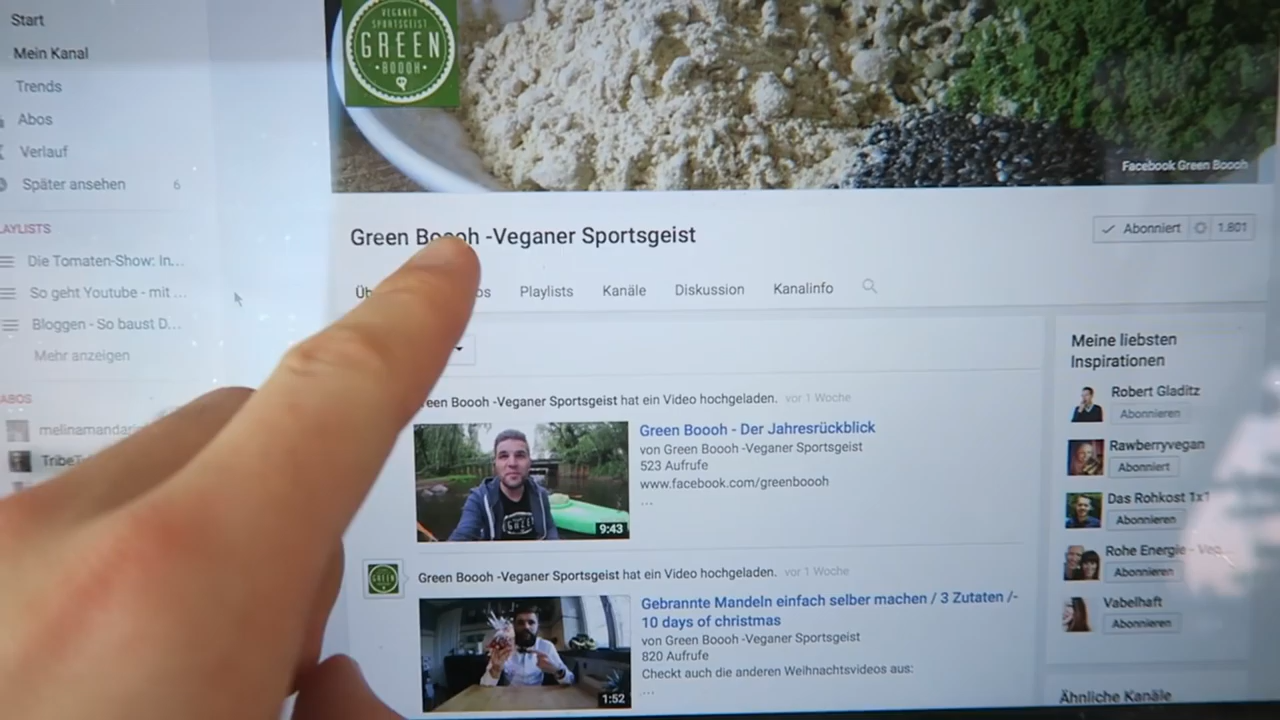 Start
Mein Kanal
Trends
Abos
Verlauf
Später ansehen 6
LAYLISTS
Die Tomaten-Show: In...
So geht Youtube - mit ...
Bloggen - So baust D...
Mehr anzeigen
ABOS
VEGANER
SPORTSGEIST
GREEN
BOOOH
Facebook Green Boooh
Green Boooh -Veganer Sportsgeist
Abonniert 1.801
Playlists Kanäle Diskussion Kanalinfo
Boooh -Veganer Sportsgeist hat ein Video hochgeladen. vor 1 Woche
Green Boooh - Der Jahresrückblick
von Green Boooh -Veganer Sportsgeist
523 Aufrufe
www.facebook.com/greenboooh
...
GREEN
9:43
GREEN
Green Boooh -Veganer Sportsgeist hat ein Video hochgeladen. vor 1 Woche
Gebrannte Mandeln einfach selber machen / 3 Zutaten /-
10 days of christmas
von Green Boooh -Veganer Sportsgeist
820 Aufrufe
Checkt auch die anderen Weihnachtsvideos aus:
...
1:52
Meine liebsten
Inspirationen
Robert Gladitz
Abonnieren
Rawberryvegan
Abonniert
Das Rohkost 1x1
Abonnieren
Rohe Energie - Veg...
Abonnieren
Vabelhaft
Abonnieren
Ähnliche Kanäle